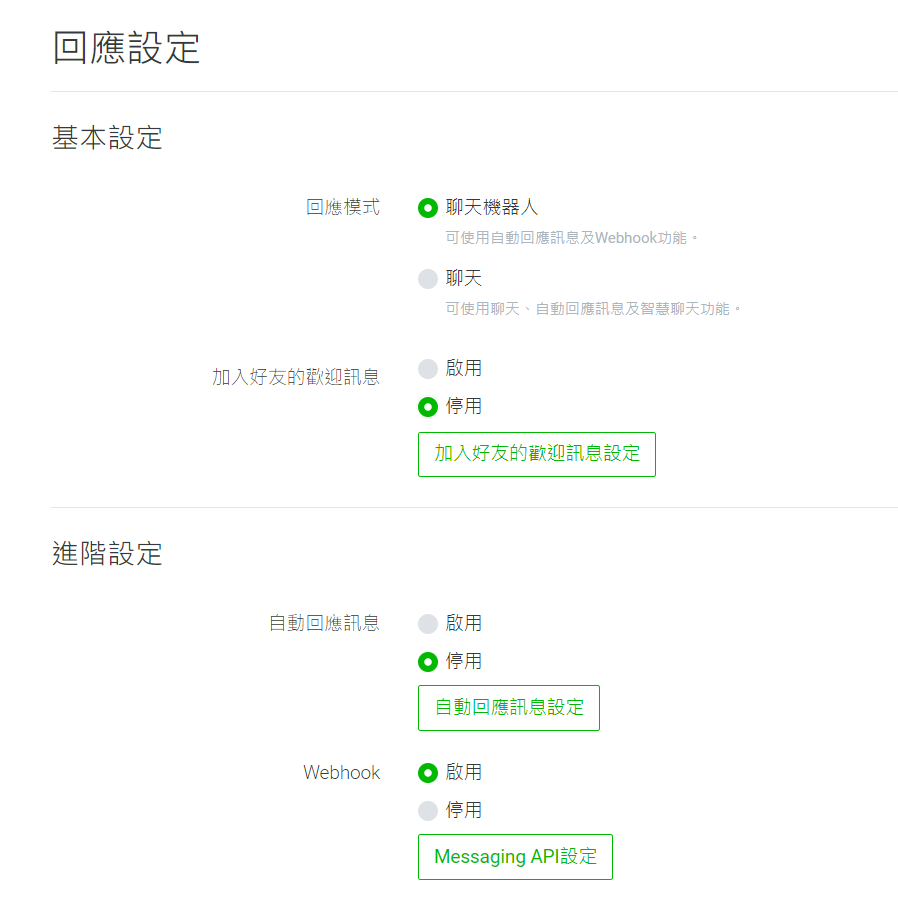 回應設定
基本設定
回應模式
聊天機器人
可使用自動回應訊息及Webhook功能。
聊天
可使用聊天、自動回應訊息及智慧聊天功能。
加入好友的歡迎訊息
啟用
停用
加入好友的歡迎訊息設定
進階設定
自動回應訊息
啟用
停用
自動回應訊息設定
Webhook
啟用
停用
Messaging API設定